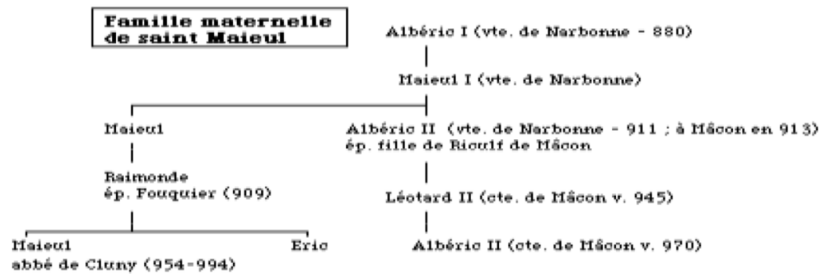 Famille maternelle
de saint Maieul
Albéric I (vte. de Narbonne - 880)
Maieul I (vte. de Narbonne)
Maieul
Albéric II (vte. de Narbonne - 911 ; à Mâcon en 913)
ép. fille de Rioulf de Mâcon
Raimonde
ép. Fouquier (909)
Léotard II (cte. de Mâcon v. 945)
Maieul
abbé de Cluny (954-994)
Eric
Albéric II (cte. de Mâcon v. 970)